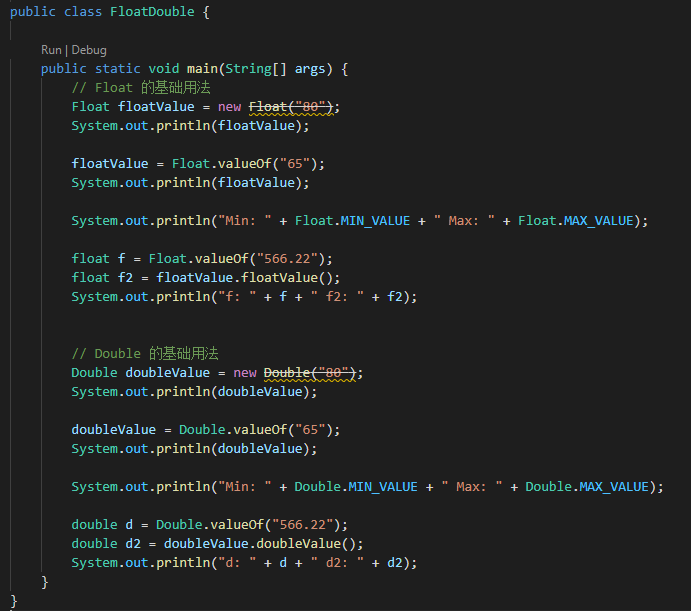 public class FloatDouble {
Run | Debug
public static void main(String[] args) {
// Float 的基础用法
Float floatValue = new Float("80");
System.out.println(floatValue);
floatValue = Float.valueOf("65");
System.out.println(floatValue);
System.out.println("Min: " + Float.MIN_VALUE + " Max: " + Float.MAX_VALUE);
float f = Float.valueOf("566.22");
float f2 = floatValue.floatValue();
System.out.println("f: " + f + " f2: " + f2);
// Double 的基础用法
Double doubleValue = new Double("80");
System.out.println(doubleValue);
doubleValue = Double.valueOf("65");
System.out.println(doubleValue);
System.out.println("Min: " + Double.MIN_VALUE + " Max: " + Double.MAX_VALUE);
double d = Double.valueOf("566.22");
double d2 = doubleValue.doubleValue();
System.out.println("d: " + d + " d2: " + d2);
}
}